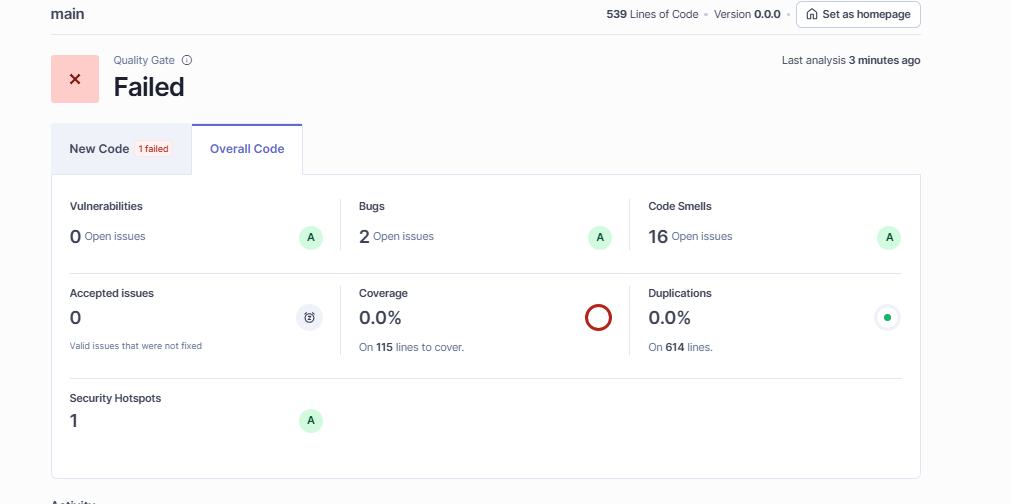 main
539 Lines of Code • Version 0.0.0 • Set as homepage
Quality Gate
Last analysis 3 minutes ago
Failed
New Code 1 failed
Overall Code
Vulnerabilities
0 Open issues
A
Bugs
2 Open issues
A
Code Smells
16 Open issues
A
Accepted issues
0
Valid issues that were not fixed
Coverage
0.0%
On 115 lines to cover.
Duplications
0.0%
On 614 lines.
Security Hotspots
1
A
Activity